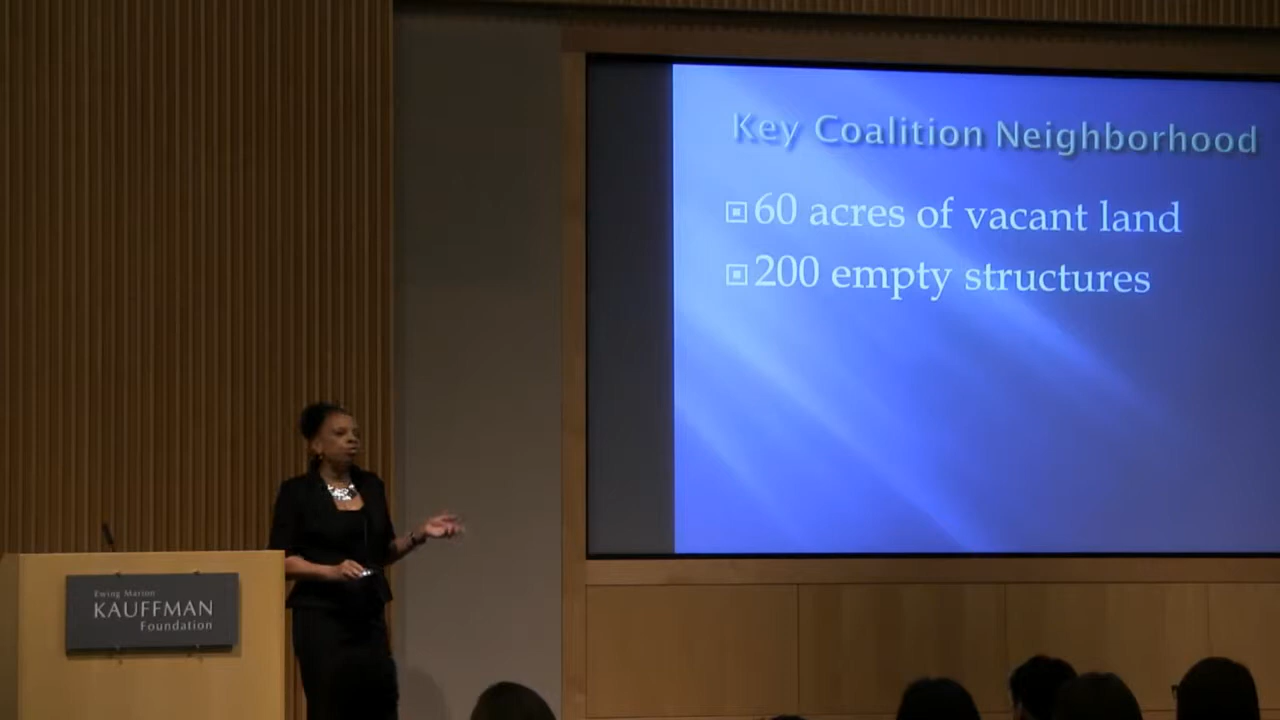 Key Coalition Neighborhood
60 acres of vacant land
200 empty structures
Ewing Marion
KAUFFMAN
Foundation